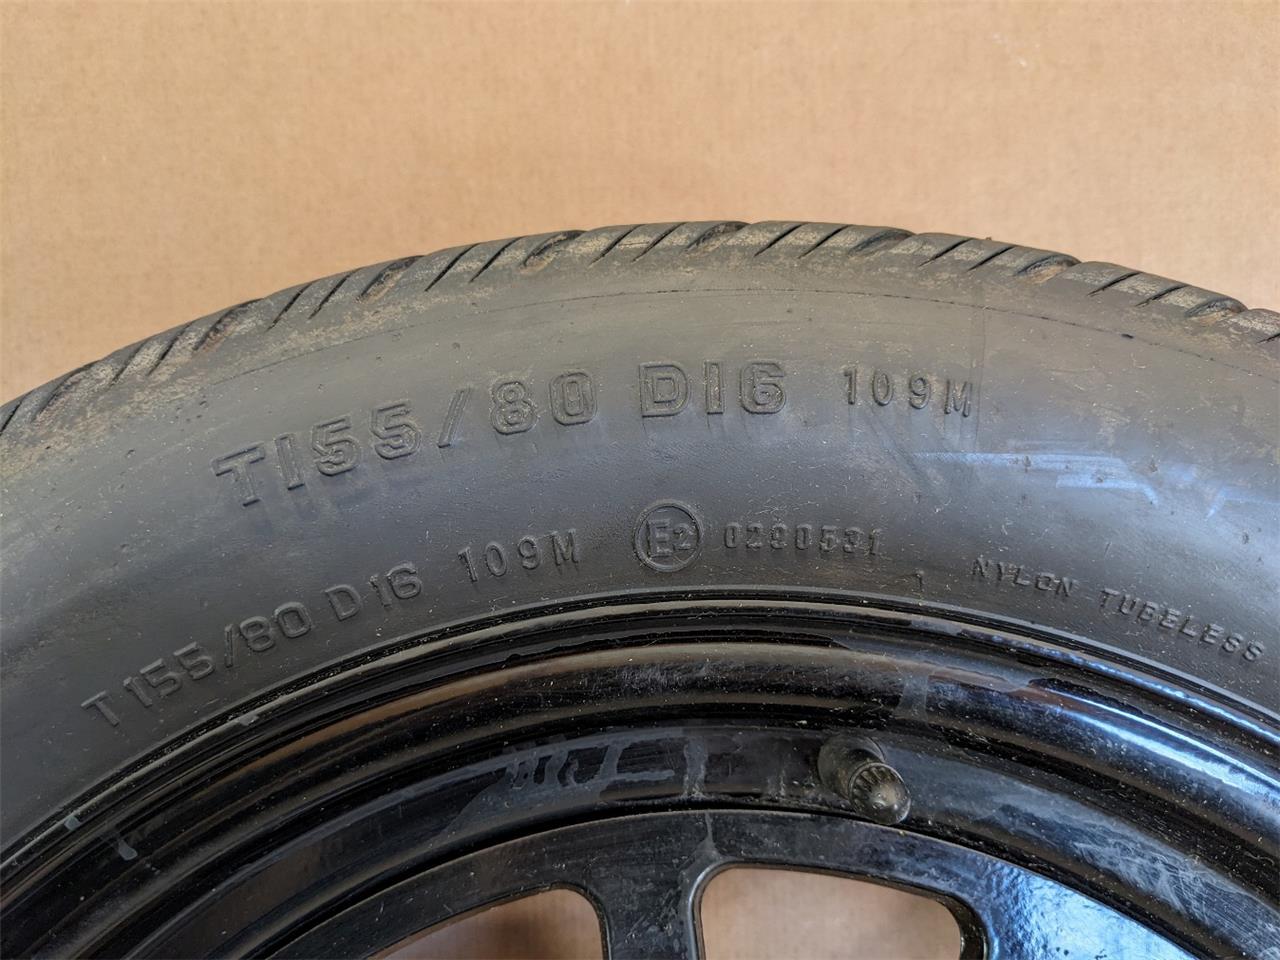 T155/80 D16 109M
T155/80 D16 109M E2 0290531
NYLON TUBELESS